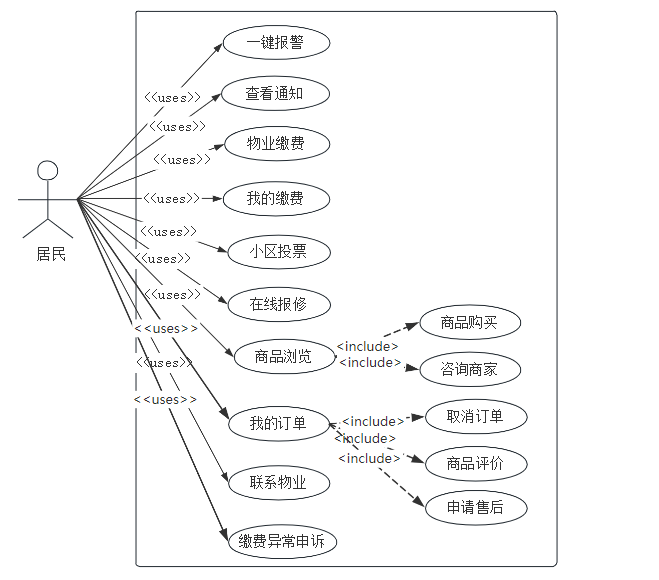 一键报警
<<uses>>
查看通知
<<uses>>
物业缴费
<<uses>>
我的缴费
<<uses>>
居民
小区投票
<<uses>>
<<uses>>
在线报修
<<uses>>
商品购买
<<uses>>
<include>
商品浏览
<include>
咨询商家
<<uses>>
<<uses>>
取消订单
我的订单
<include>
<include>
商品评价
<include>
联系物业
申请售后
缴费异常申诉